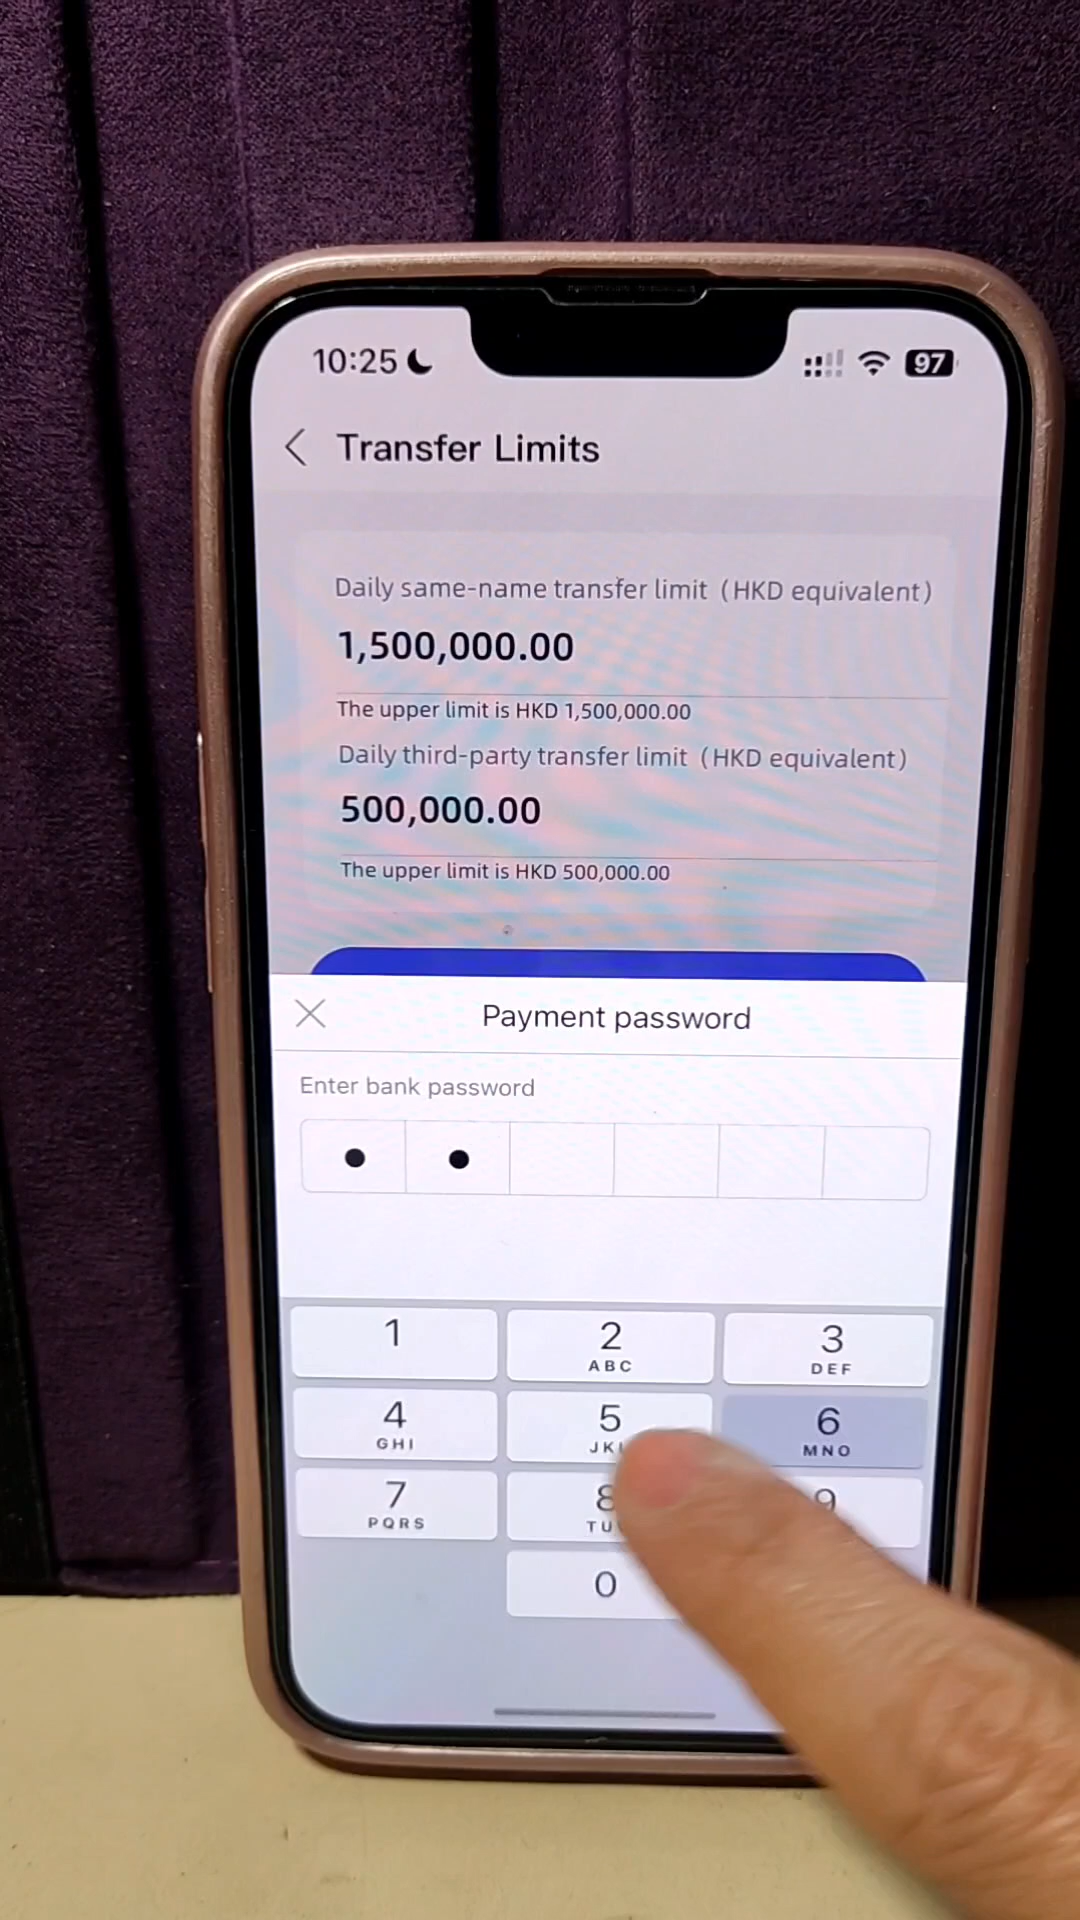 10:25
97
Transfer Limits
Daily same-name transfer limit (HKD equivalent)
1,500,000.00
The upper limit is HKD 1,500,000.00
Daily third-party transfer limit (HKD equivalent)
500,000.00
The upper limit is HKD 500,000.00
Payment password
Enter bank password
1 2 3
ABC DEF
4 5 6
GHI JK MNO
7 8 9
PQRS TU
0